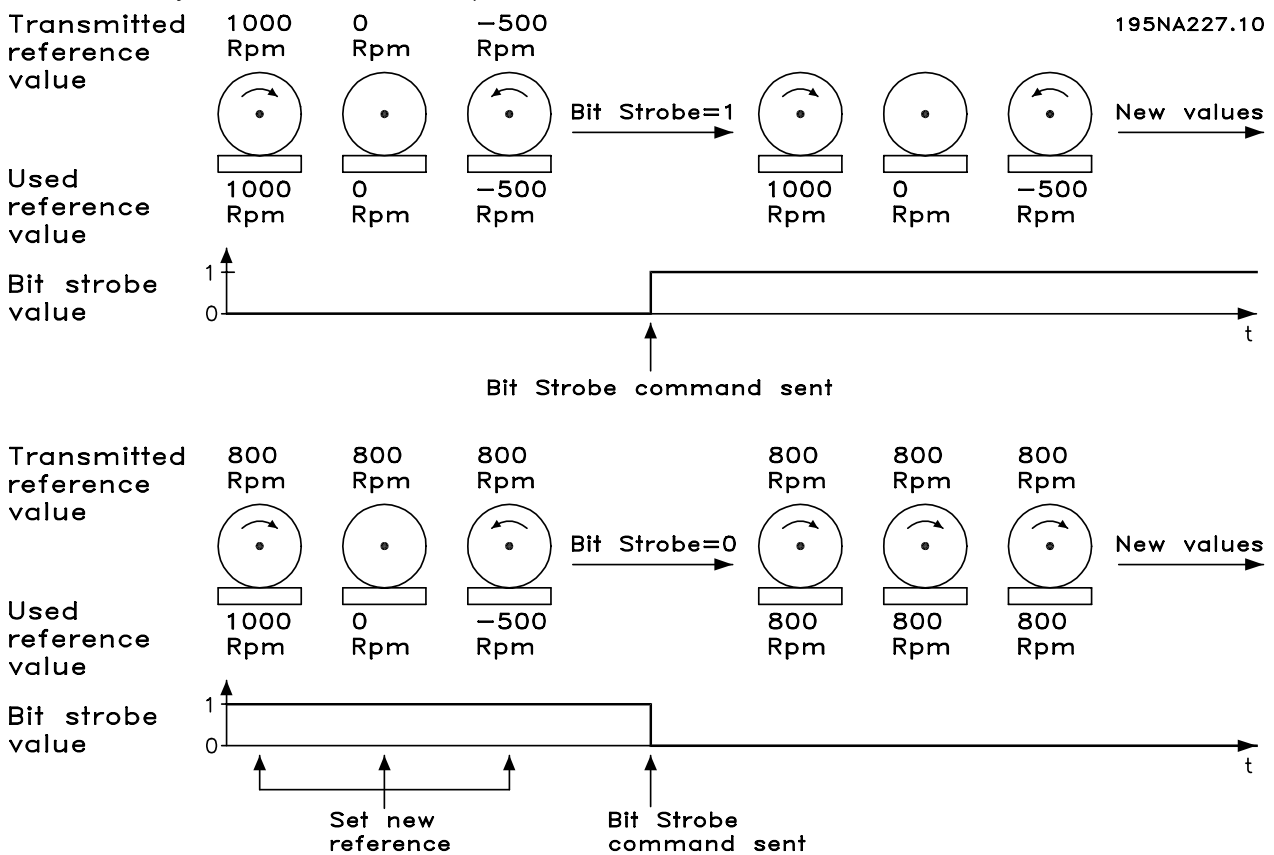 Transmitted reference value
1000 Rpm
0 Rpm
−500 Rpm
195NA227.10
Bit Strobe=1
New values
Used reference value
1000 Rpm
0 Rpm
−500 Rpm
1000 Rpm
0 Rpm
−500 Rpm
Bit strobe value
1
0
t
Bit Strobe command sent
Transmitted reference value
800 Rpm
800 Rpm
800 Rpm
800 Rpm
800 Rpm
800 Rpm
Bit Strobe=0
New values
Used reference value
1000 Rpm
0 Rpm
−500 Rpm
800 Rpm
800 Rpm
800 Rpm
Bit strobe value
1
0
t
Set new reference
Bit Strobe command sent